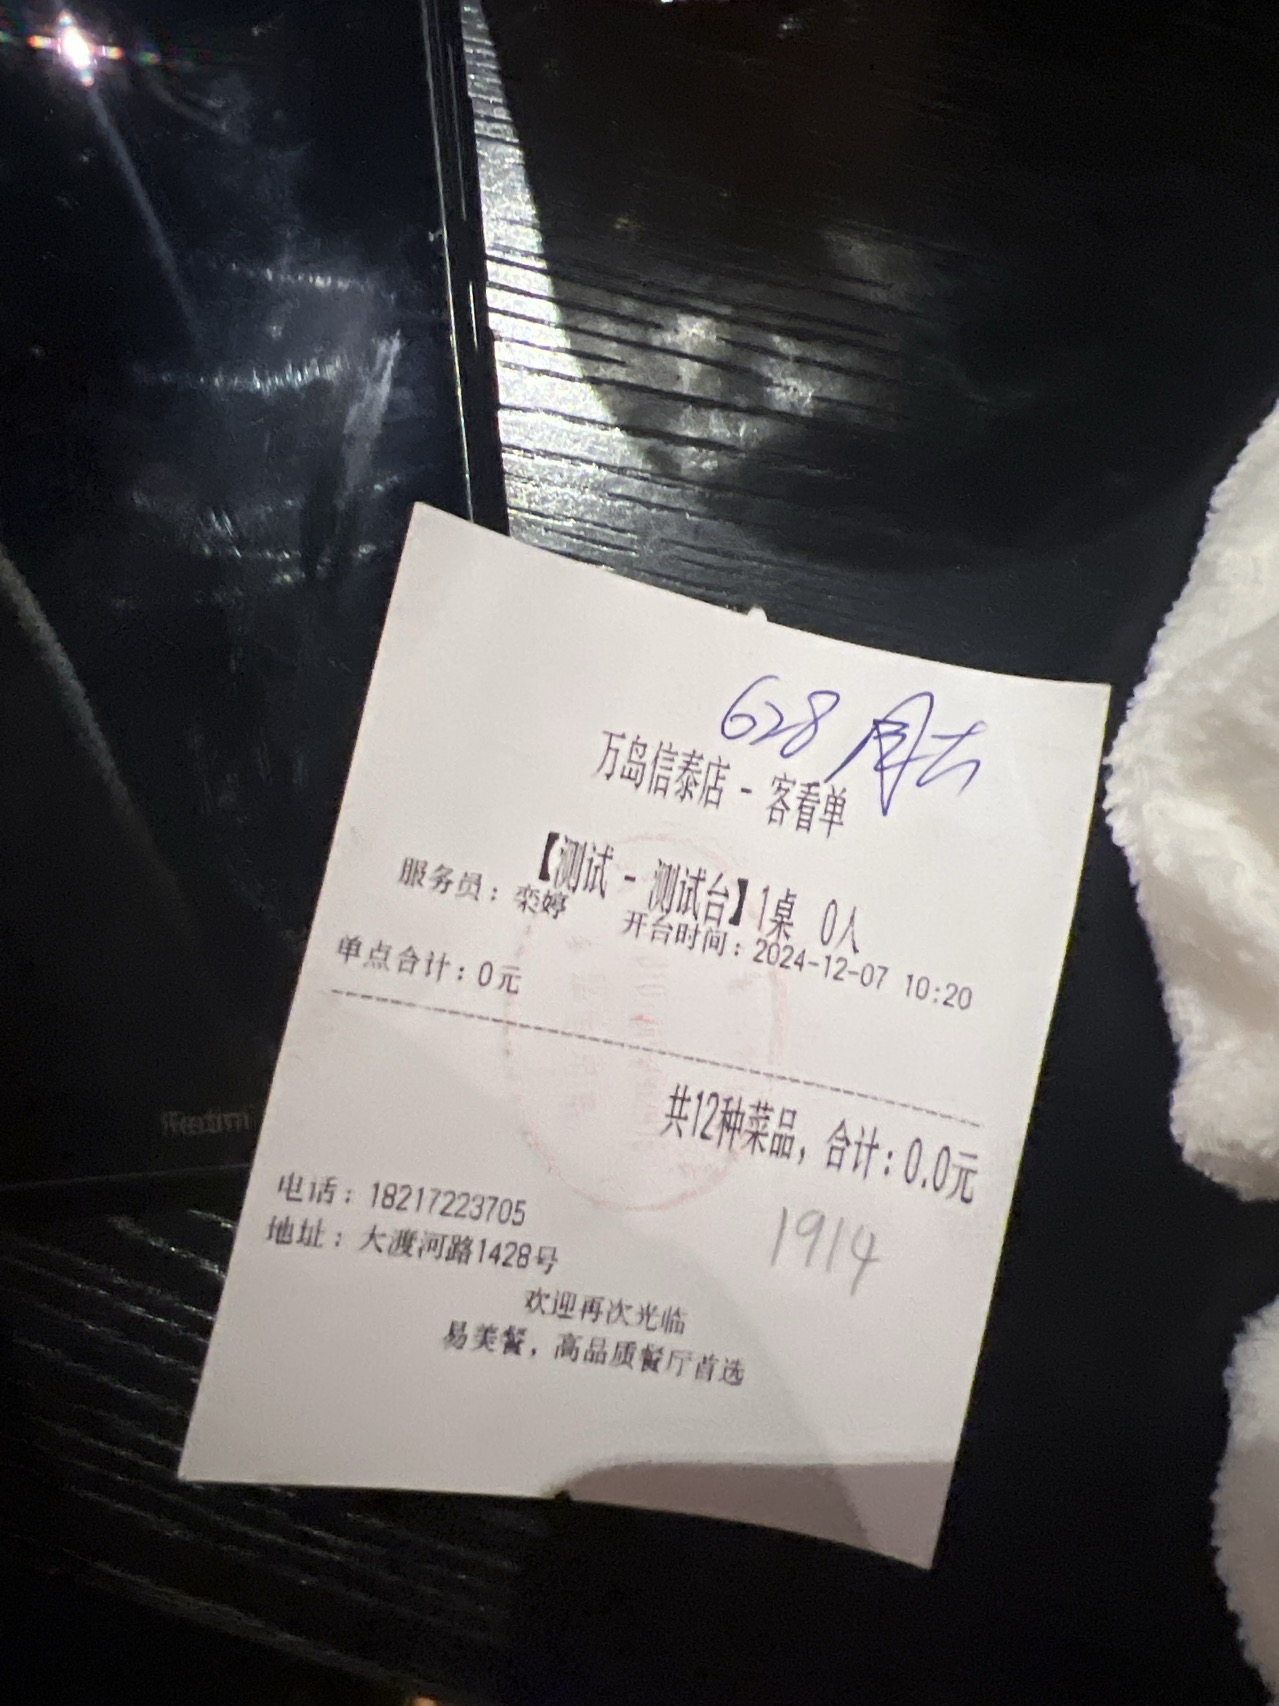 628
万岛信泰店 - 客看单
【测试 - 测试台】1桌 0人
服务员：栾婷 开台时间：2024-12-07 10:20
单点合计：0元
共12种菜品，合计：0.0元
1914
电话：18217223705
地址：大渡河路1428号
欢迎再次光临
易美餐，高品质餐厅首选